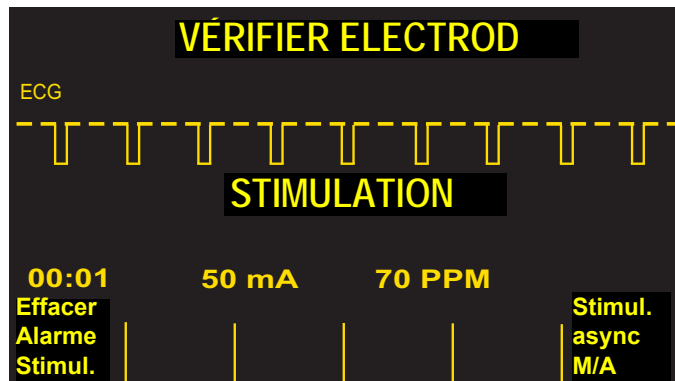 VÉRIFIER ELECTROD
ECG
STIMULATION
00:01 50 mA 70 PPM
Effacer
Alarme
Stimul.
Stimul.
async
M/A